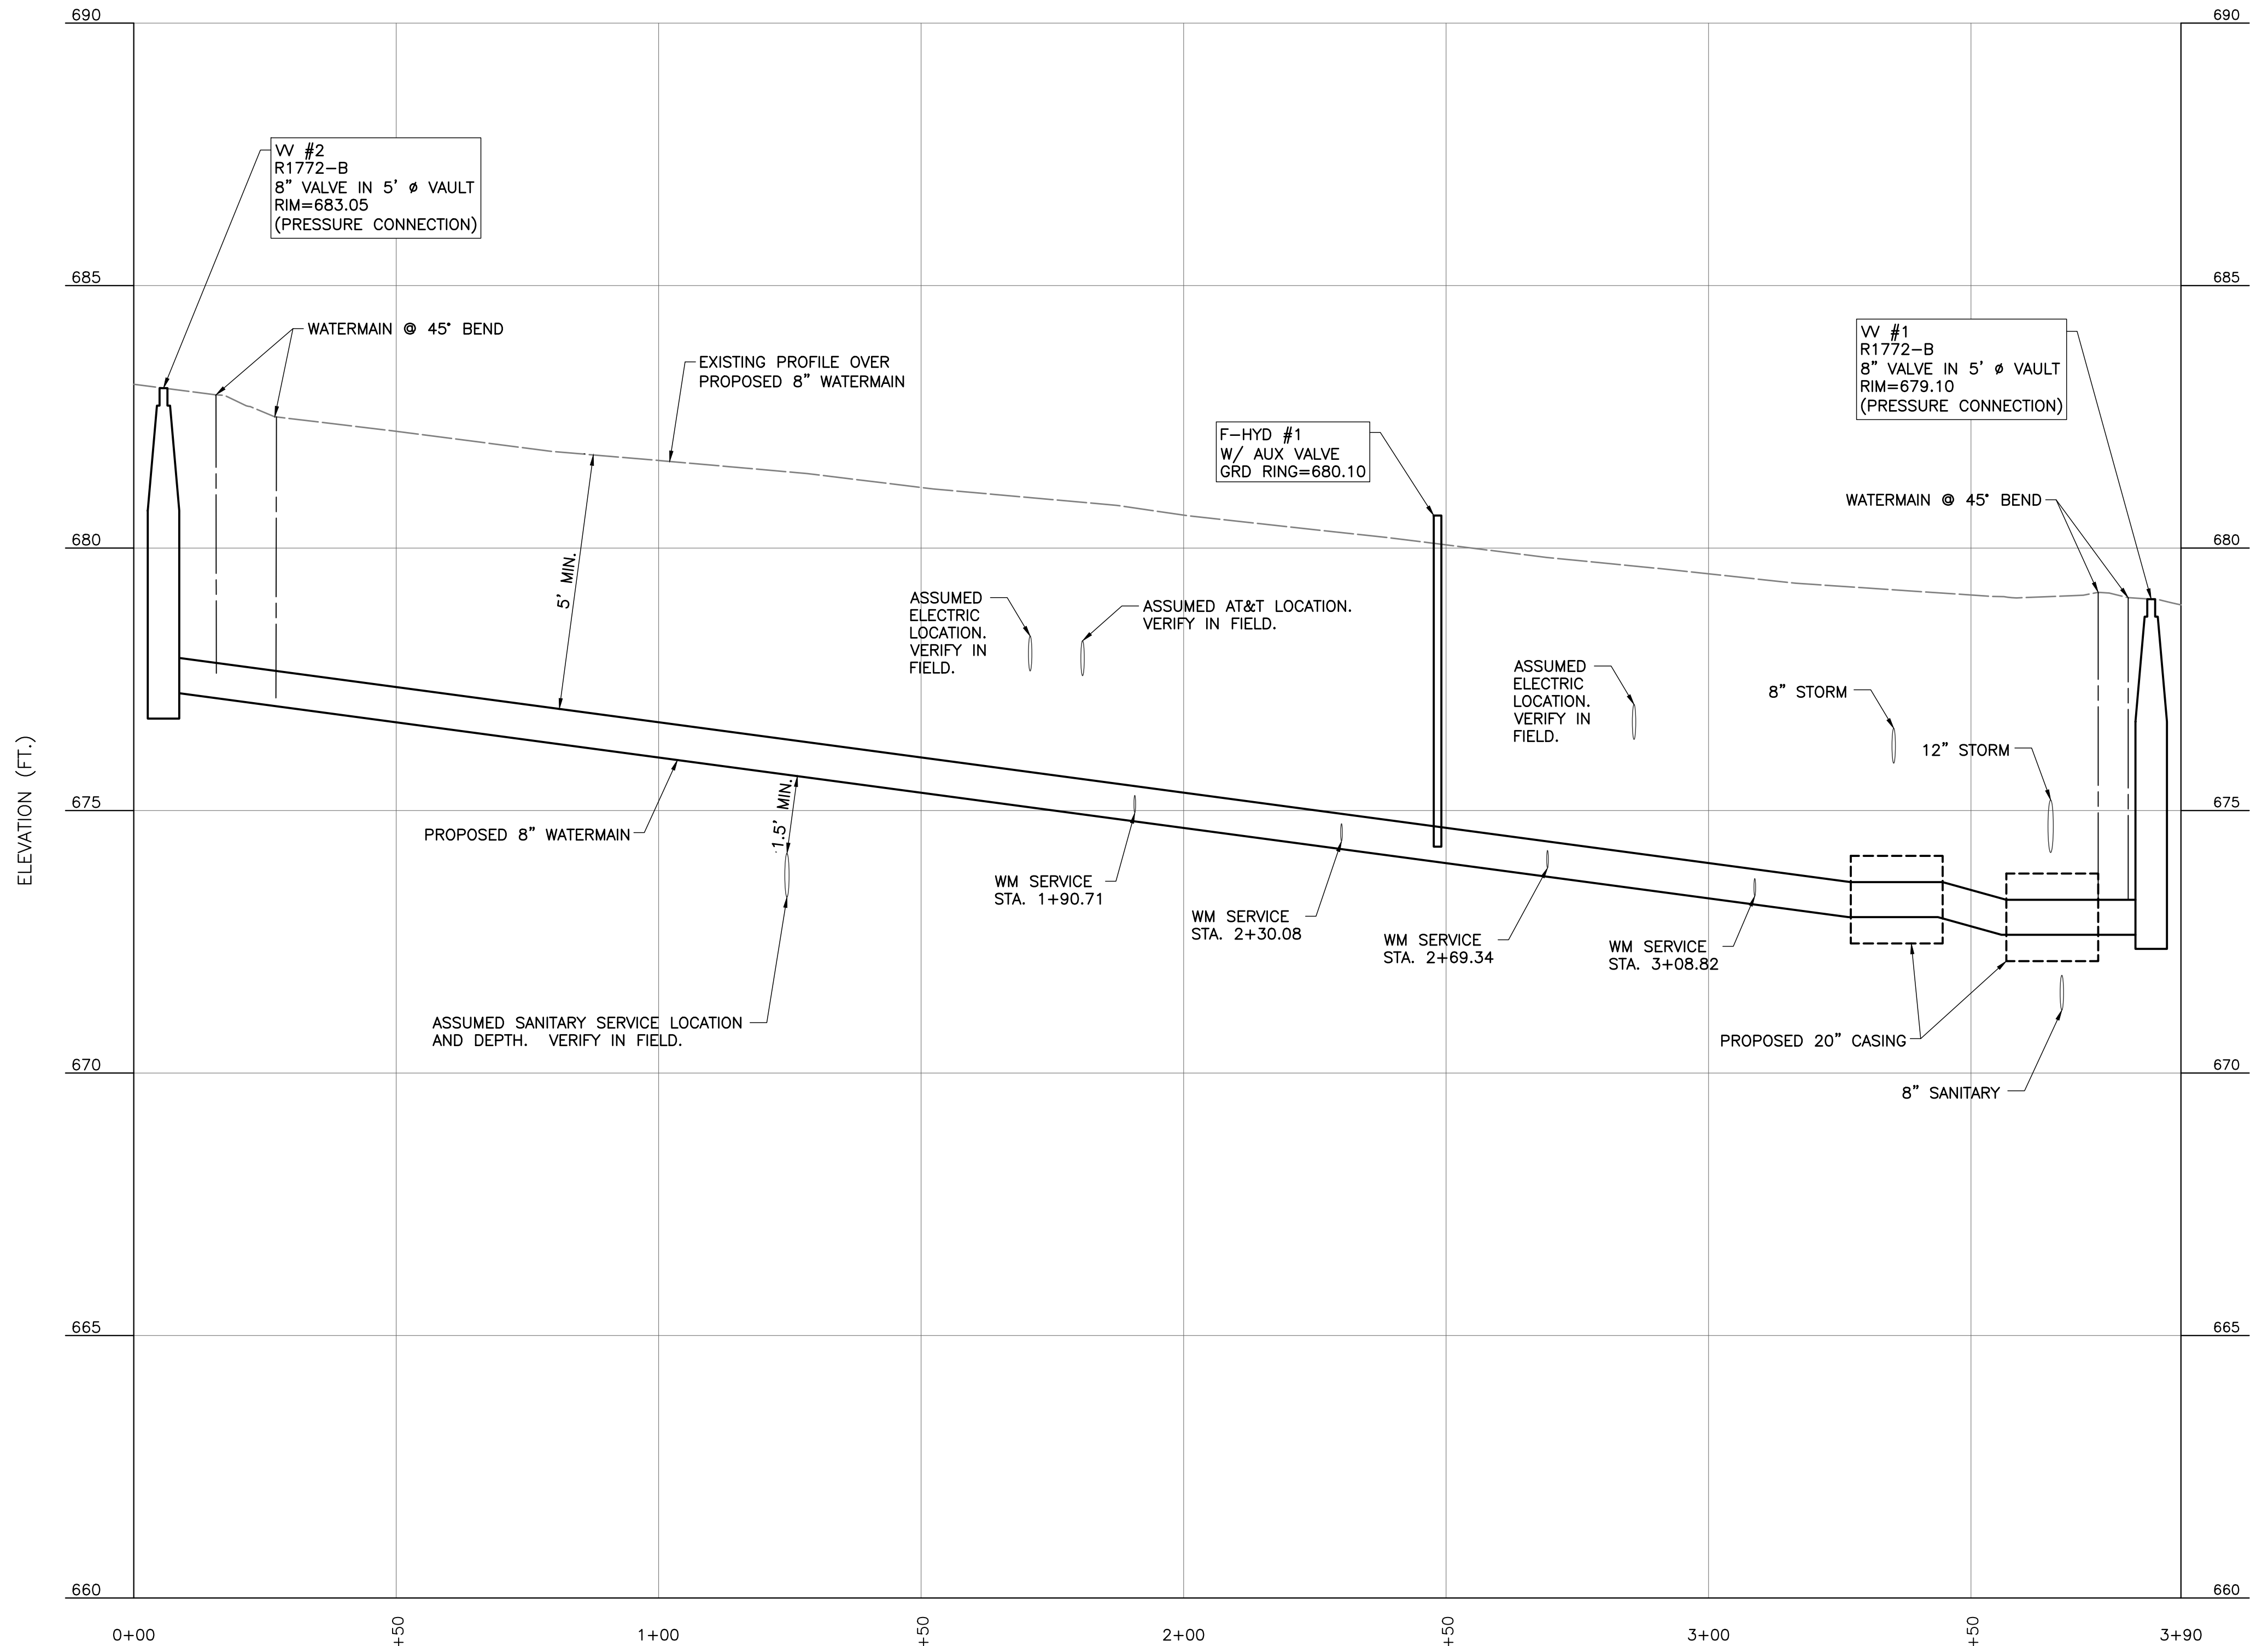 690
690
VV #2
R1772-B
8" VALVE IN 5' ø VAULT
RIM=683.05
(PRESSURE CONNECTION)
685
685
WATERMAIN @ 45° BEND
EXISTING PROFILE OVER
PROPOSED 8" WATERMAIN
VV #1
R1772-B
8" VALVE IN 5' ø VAULT
RIM=679.10
(PRESSURE CONNECTION)
F-HYD #1
W/ AUX VALVE
GRD RING=680.10
WATERMAIN @ 45° BEND
680
680
5' MIN.
ASSUMED
ELECTRIC
LOCATION.
VERIFY IN
FIELD.
ASSUMED AT&T LOCATION.
VERIFY IN FIELD.
ASSUMED
ELECTRIC
LOCATION.
VERIFY IN
FIELD.
8" STORM
12" STORM
ELEVATION (FT.)
675
675
PROPOSED 8" WATERMAIN
1.5' MIN.
WM SERVICE
STA. 1+90.71
WM SERVICE
STA. 2+30.08
WM SERVICE
STA. 2+69.34
WM SERVICE
STA. 3+08.82
ASSUMED SANITARY SERVICE LOCATION
AND DEPTH. VERIFY IN FIELD.
PROPOSED 20" CASING
670
670
8" SANITARY
665
665
660
660
0+00
+50
1+00
+50
2+00
+50
3+00
+50
3+90